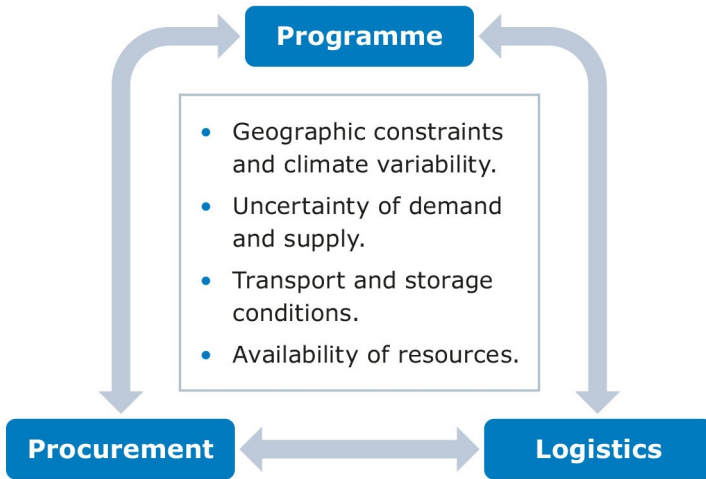 Programme
• Geographic constraints
and climate variability.
• Uncertainty of demand
and supply.
• Transport and storage
conditions.
• Availability of resources.
Procurement
Logistics